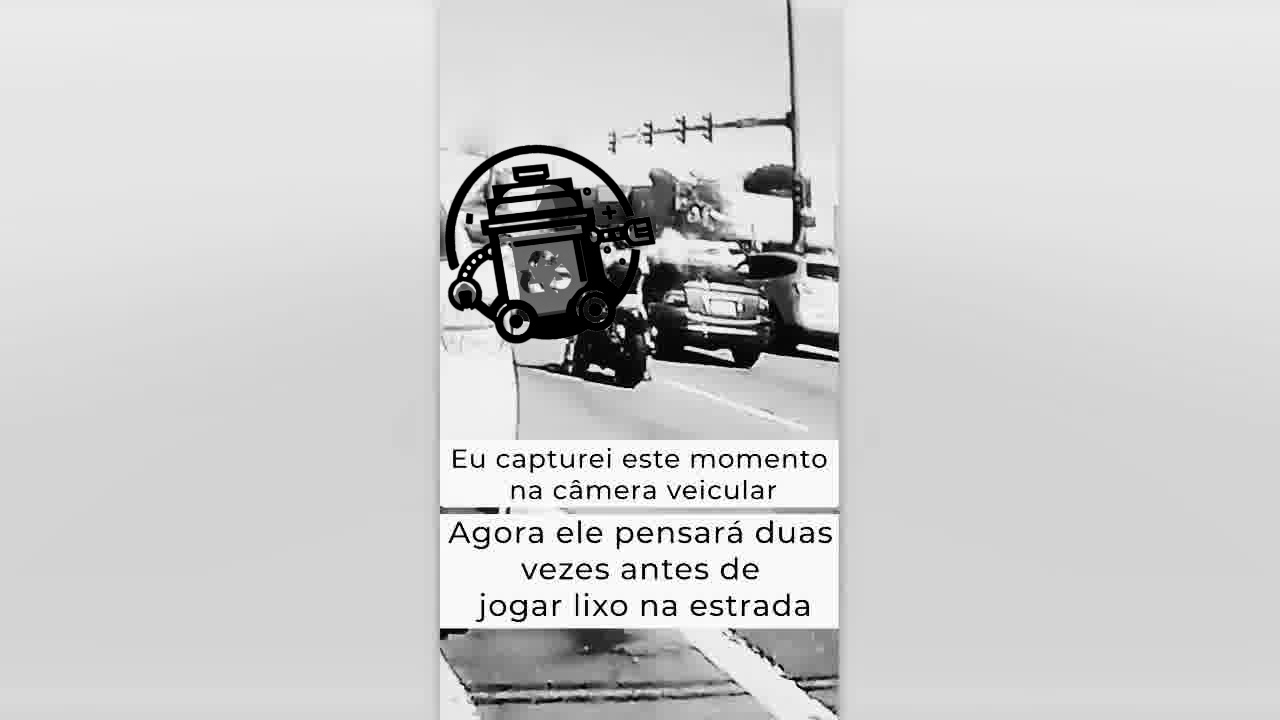 Eu capturei este momento
na câmera veicular
Agora ele pensará duas
vezes antes de
jogar lixo na estrada